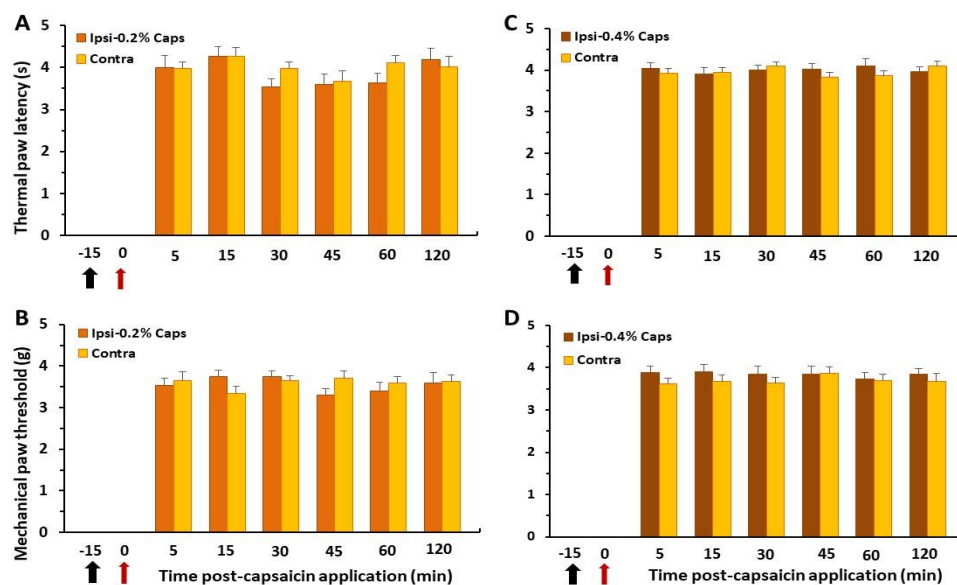 A
Ipsi-0.2% Caps
Contra
Thermal paw latency (s)
5
4
3
2
1
0
-15 0 5 15 30 45 60 120
C
Ipsi-0.4% Caps
Contra
5
4
3
2
1
0
-15 0 5 15 30 45 60 120
B
Ipsi-0.2% Caps
Contra
Mechanical paw threshold (g)
5
4
3
2
1
0
-15 0 5 15 30 45 60 120
Time post-capsaicin application (min)
D
Ipsi-0.4% Caps
Contra
5
4
3
2
1
0
-15 0 5 15 30 45 60 120
Time post-capsaicin application (min)